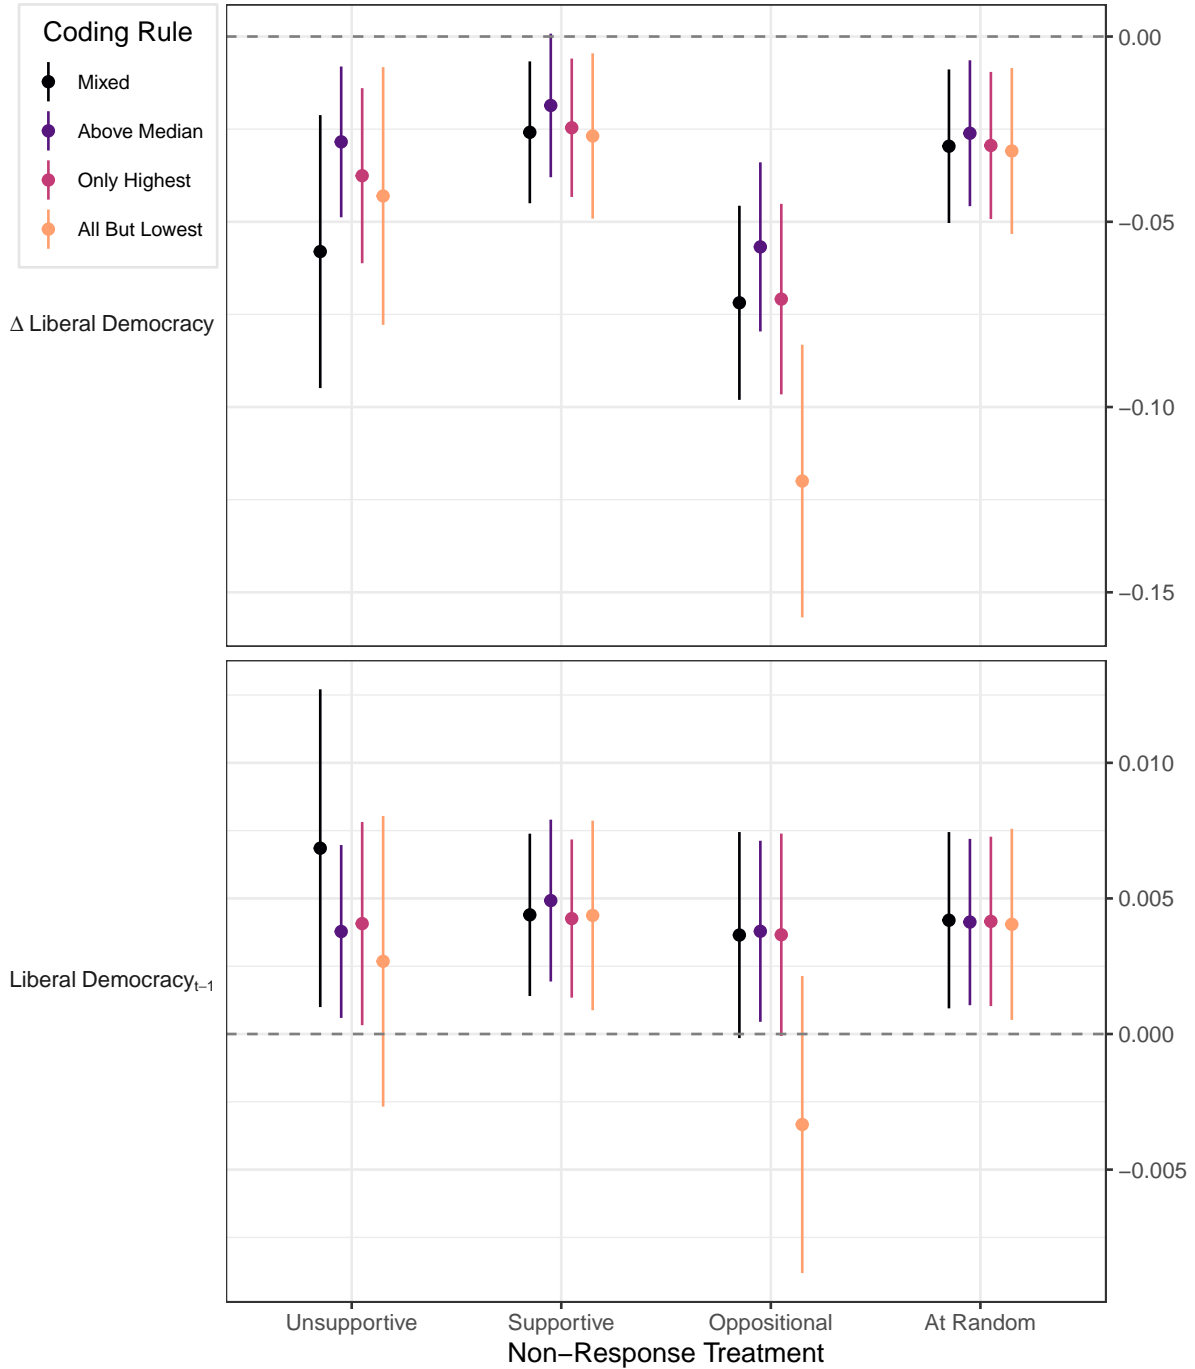 Coding Rule
Mixed
Above Median
Only Highest
All But Lowest
Δ Liberal Democracy
0.00
−0.05
−0.10
−0.15
Liberal Democracyt−1
0.010
0.005
0.000
−0.005
Unsupportive Supportive Oppositional At Random
Non−Response Treatment